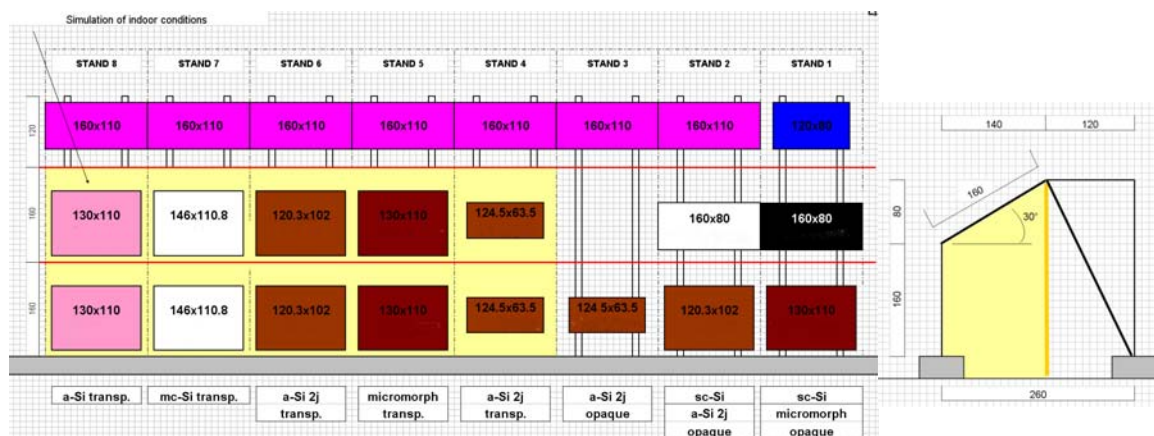 Simulation of indoor conditions
STAND 8 STAND 7 STAND 6 STAND 5 STAND 4 STAND 3 STAND 2 STAND 1
120
160x110 160x110 160x110 160x110 160x110 160x110 160x110 120x80
160
130x110 146x110.8 120.3x102 130x110 124.5x63.5 160x80 160x80
160
130x110 146x110.8 120.3x102 130x110 124.5x63.5 124.5x63.5 120.3x102 130x110
a-Si transp. mc-Si transp. a-Si 2j micromorph a-Si 2j a-Si 2j sc-Si sc-Si
transp. transp. transp. opaque a-Si 2j micromorph
opaque opaque
140 120
160
80
30°
160
260